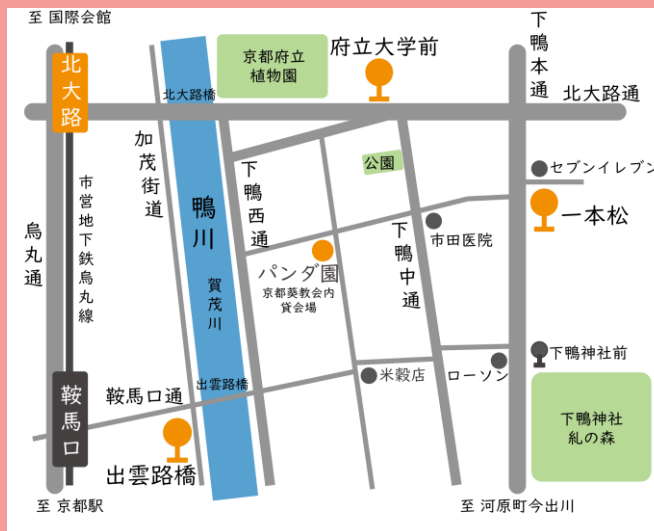 至 国際会館
北大路
市営地下鉄烏丸線
烏丸通
鞍馬口
至 京都駅
加茂街道
北大路橋
鴨川
賀茂川
出雲路橋
鞍馬口通
出雲路橋
京都府立
植物園
府立大学前
下鴨本通
北大路通
下鴨西通
公園
下鴨中通
セブンイレブン
一本松
市田医院
パンダ園
京都葵教会内
貸会場
米穀店
ローソン
下鴨神社前
下鴨神社
糺の森
至 河原町今出川